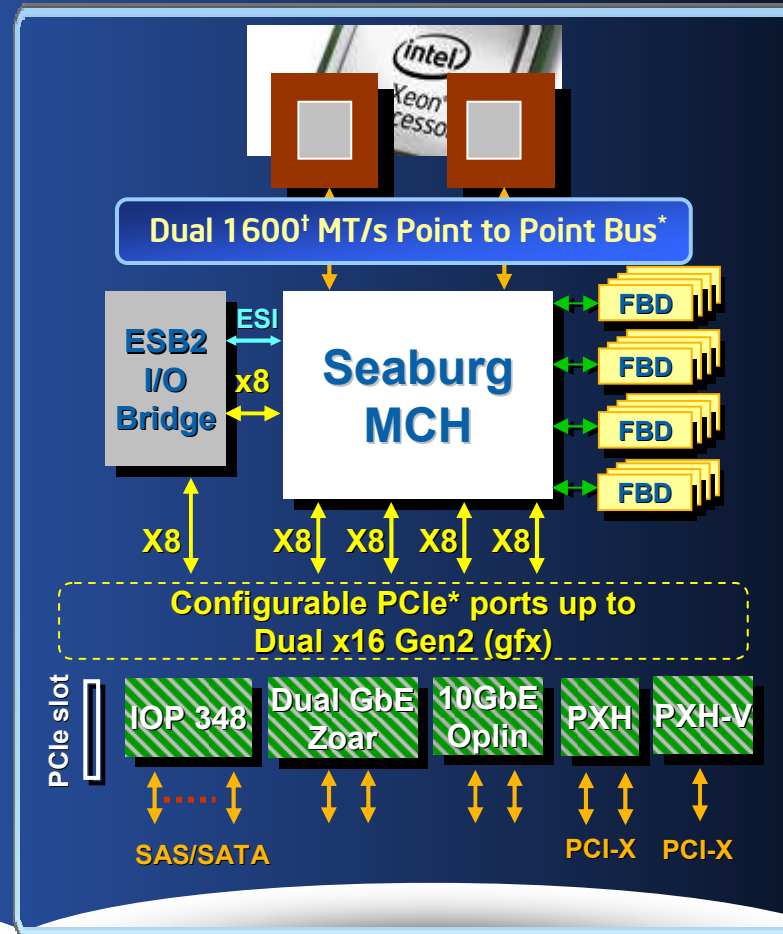 intel
Xeon®
Dual 1600† MT/s Point to Point Bus*
ESB2
I/O
Bridge
ESI
x8
Seaburg
MCH
FBD
FBD
FBD
FBD
X8
X8
X8
X8
X8
Configurable PCIe* ports up to
Dual x16 Gen2 (gfx)
PCIe slot
IOP 348
Dual GbE
Zoar
10GbE
Oplin
PXH
PXH-V
SAS/SATA
PCI-X
PCI-X